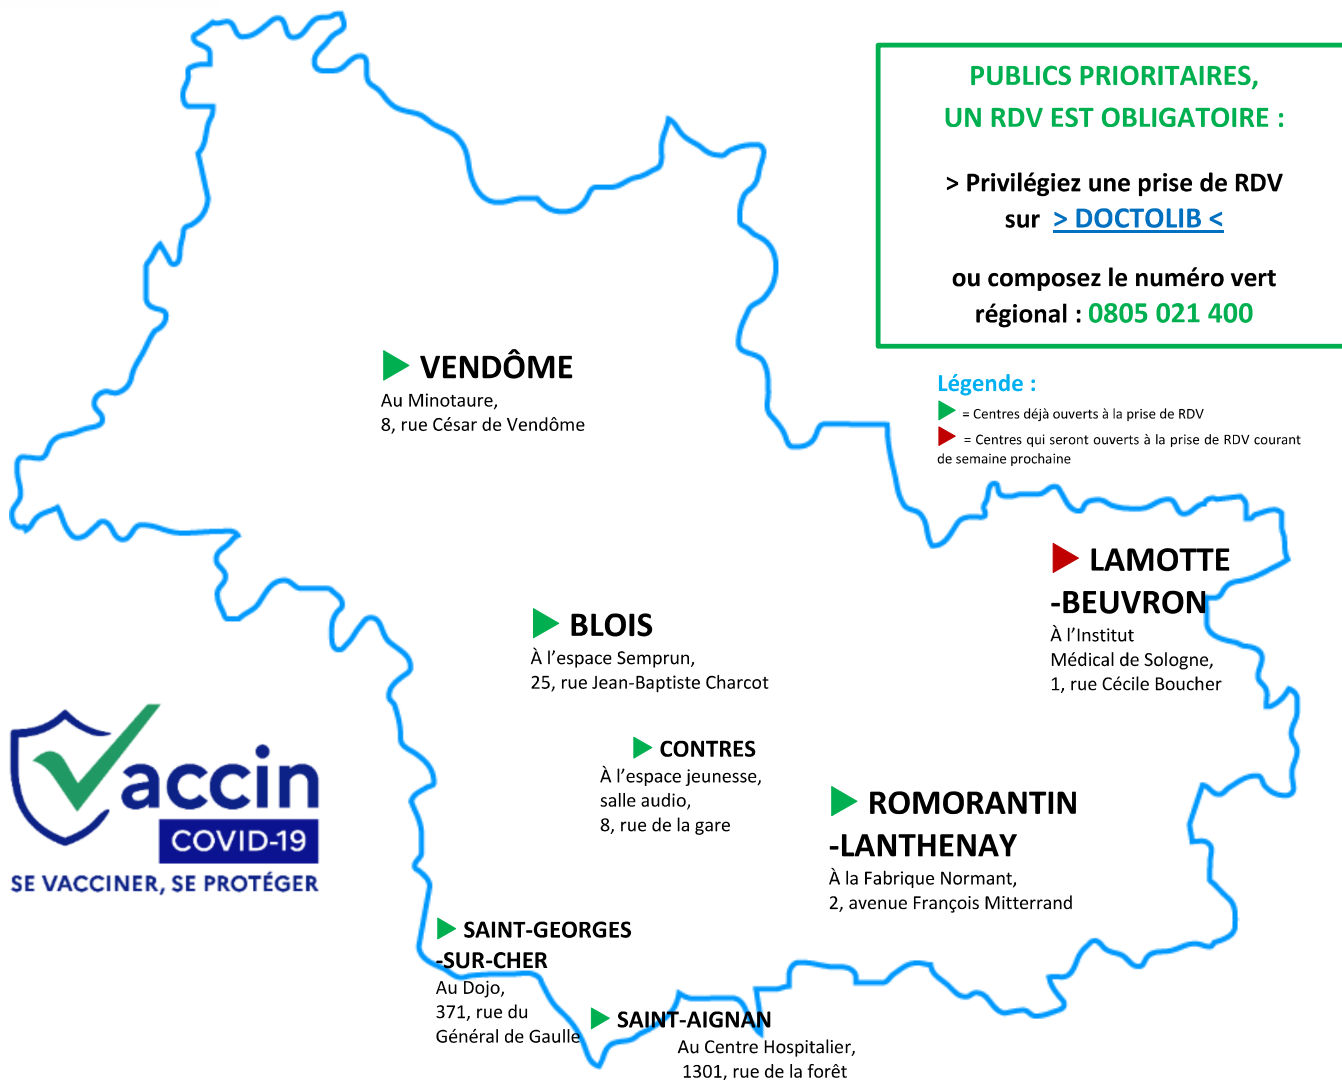 PUBLICS PRIORITAIRES,
UN RDV EST OBLIGATOIRE :
> Privilégiez une prise de RDV
sur > DOCTOLIB <
ou composez le numéro vert
régional : 0805 021 400
Légende :
= Centres déjà ouverts à la prise de RDV
= Centres qui seront ouverts à la prise de RDV courant
de semaine prochaine
VENDÔME
Au Minotaure,
8, rue César de Vendôme
LAMOTTE
-BEUVRON
À l’Institut
Médical de Sologne,
1, rue Cécile Boucher
BLOIS
À l’espace Semprun,
25, rue Jean-Baptiste Charcot
CONTRES
À l’espace jeunesse,
salle audio,
8, rue de la gare
ROMORANTIN
-LANTHENAY
À la Fabrique Normant,
2, avenue François Mitterrand
Vaccin
COVID-19
SE VACCINER, SE PROTÉGER
SAINT-GEORGES
-SUR-CHER
Au Dojo,
371, rue du
Général de Gaulle
SAINT-AIGNAN
Au Centre Hospitalier,
1301, rue de la forêt